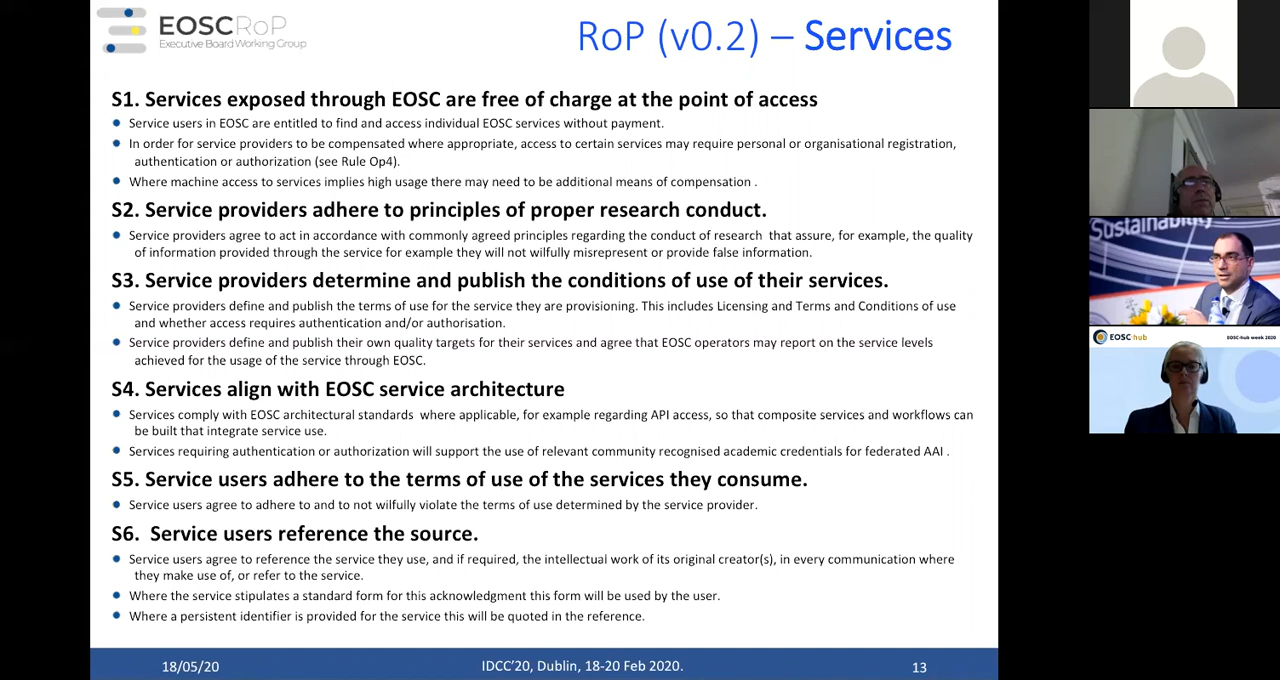 EOSC RoP
Executive Board Working Group
RoP (v0.2) – Services
S1. Services exposed through EOSC are free of charge at the point of access
Service users in EOSC are entitled to find and access individual EOSC services without payment.
In order for service providers to be compensated where appropriate, access to certain services may require personal or organisational registration,
authentication or authorization (see Rule Op4).
Where machine access to services implies high usage there may need to be additional means of compensation .
S2. Service providers adhere to principles of proper research conduct.
Service providers agree to act in accordance with commonly agreed principles regarding the conduct of research that assure, for example, the quality
of information provided through the service for example they will not wilfully misrepresent or provide false information.
S3. Service providers determine and publish the conditions of use of their services.
Service providers define and publish the terms of use for the service they are provisioning. This includes Licensing and Terms and Conditions of use
and whether access requires authentication and/or authorisation.
Service providers define and publish their own quality targets for their services and agree that EOSC operators may report on the service levels
achieved for the usage of the service through EOSC.
S4. Services align with EOSC service architecture
Services comply with EOSC architectural standards where applicable, for example regarding API access, so that composite services and workflows can
be built that integrate service use.
Services requiring authentication or authorization will support the use of relevant community recognised academic credentials for federated AAI .
S5. Service users adhere to the terms of use of the services they consume.
Service users agree to adhere to and to not wilfully violate the terms of use determined by the service provider.
S6. Service users reference the source.
Service users agree to reference the service they use, and if required, the intellectual work of its original creator(s), in every communication where
they make use of, or refer to the service.
Where the service stipulates a standard form for this acknowledgment this form will be used by the user.
Where a persistent identifier is provided for the service this will be quoted in the reference.
18/05/20
IDCC'20, Dublin, 18-20 Feb 2020.
13
Sustainability
EOSC-hub
EOSC-hub week 2020